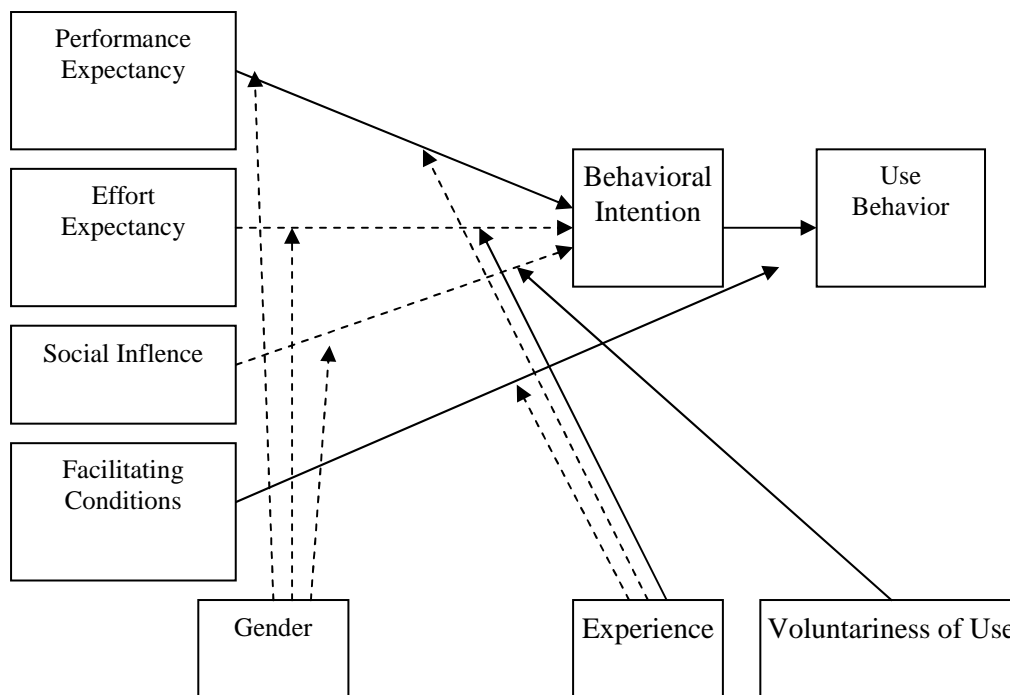 Performance
Expectancy
Effort
Expectancy
Social Inflence
Facilitating
Conditions
Behavioral
Intention
Use
Behavior
Gender
Experience
Voluntariness of Use